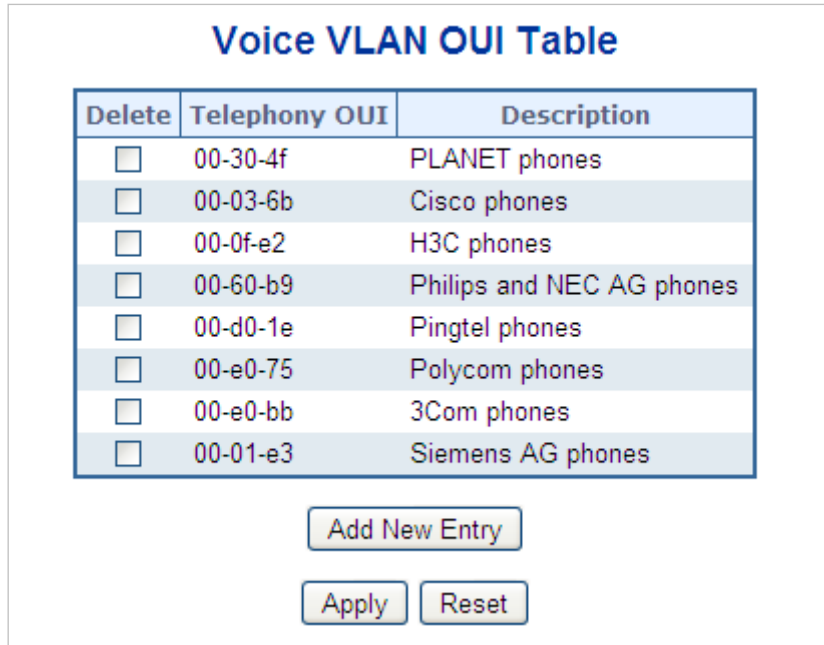 Voice VLAN OUI Table
Delete Telephony OUI Description
00-30-4f PLANET phones
00-03-6b Cisco phones
00-0f-e2 H3C phones
00-60-b9 Philips and NEC AG phones
00-d0-1e Pingtel phones
00-e0-75 Polycom phones
00-e0-bb 3Com phones
00-01-e3 Siemens AG phones
Add New Entry
Apply Reset